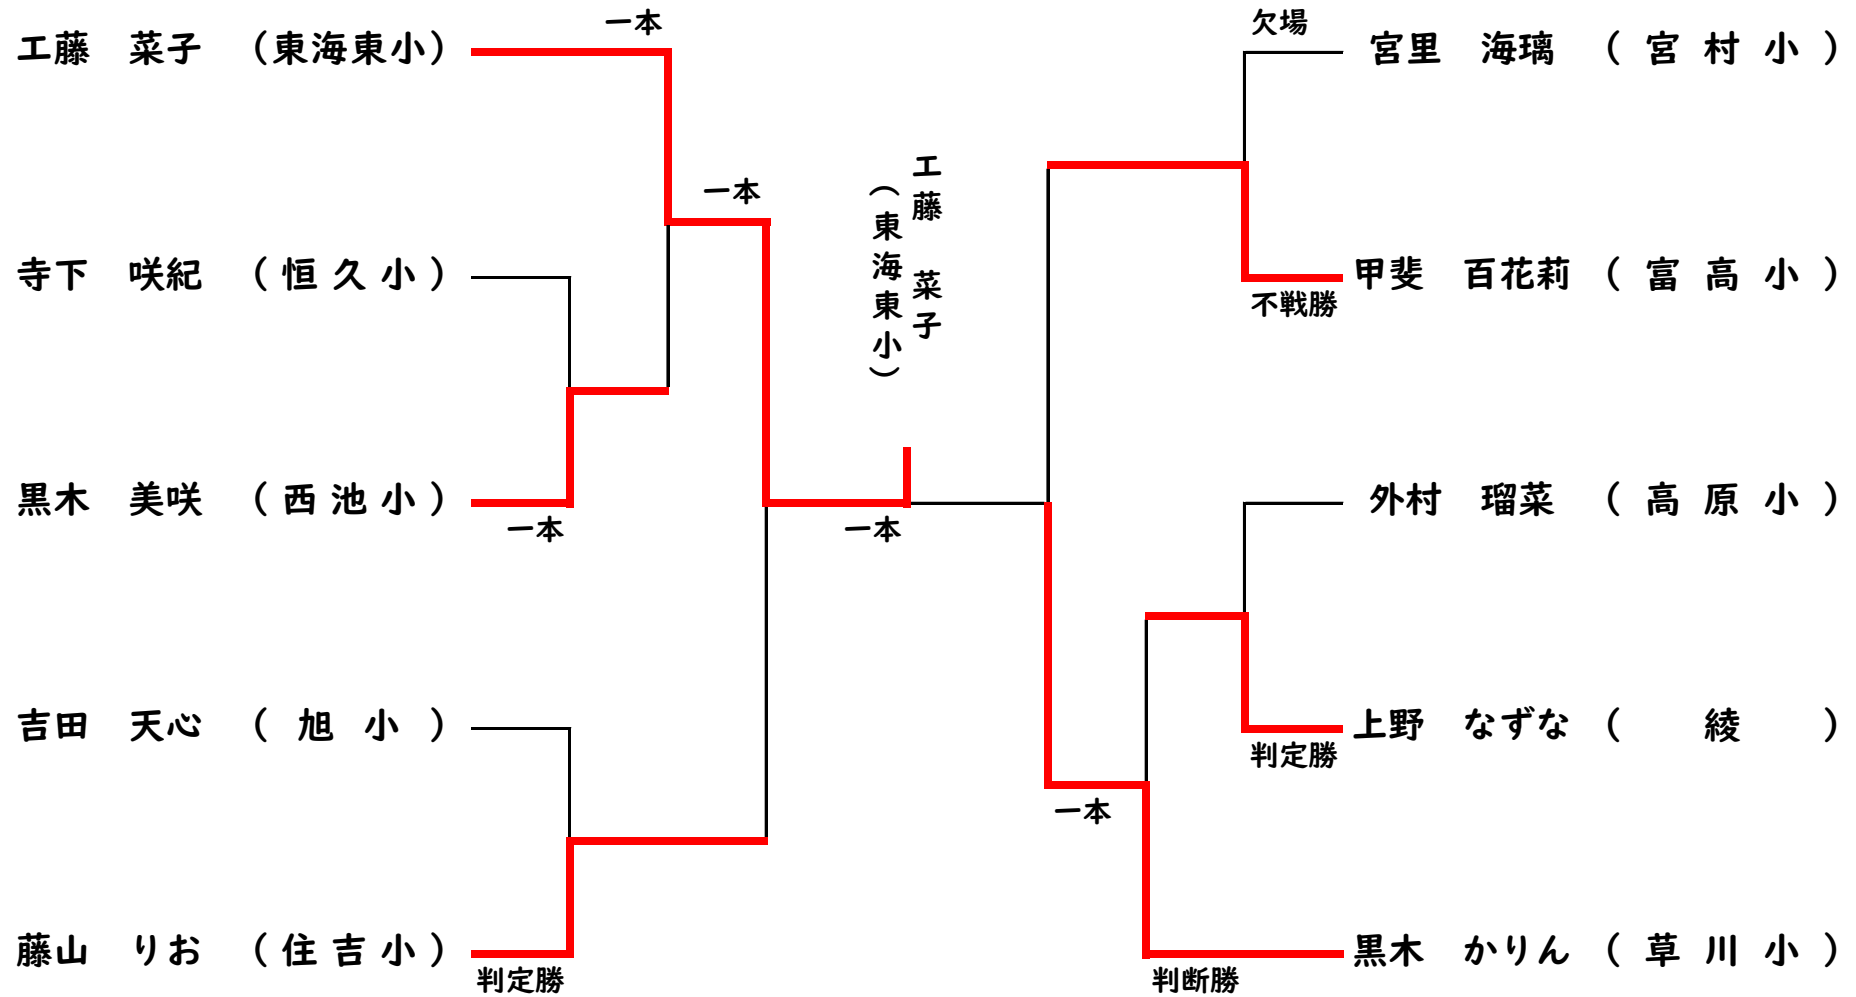 一本
工藤　菜子　（東海東小）
一本
寺下　咲紀　（恒久小）
黒木　美咲　（西池小）
一本
吉田　天心　（旭小）
藤山　りお　（住吉小）
判定勝
工藤　菜子
（東海東小）
一本
欠場
宮里　海璃　（宮村小）
甲斐　百花莉　（富高小）
不戦勝
外村　瑠菜　（高原小）
上野　なずな　（綾）
判定勝
一本
黒木　かりん　（草川小）
判断勝